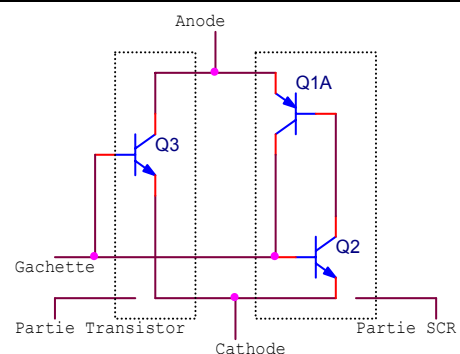 Anode
Q1A
Q3
Q2
Gachette
Partie Transistor
Partie SCR
Cathode